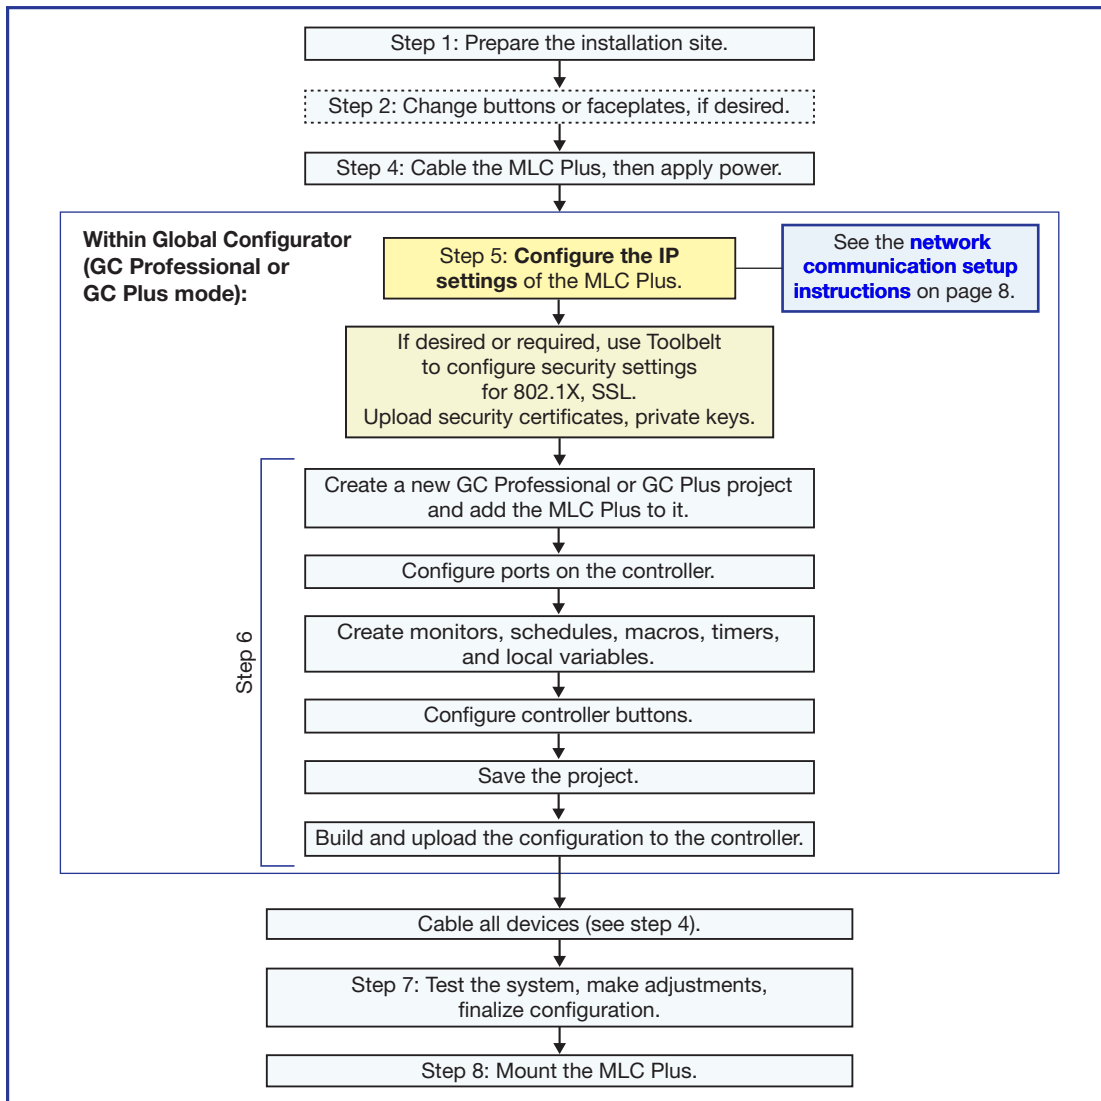 Step 1: Prepare the installation site.
Step 2: Change buttons or faceplates, if desired.
Step 4: Cable the MLC Plus, then apply power.
Within Global Configurator
(GC Professional or
GC Plus mode):
Step 5: Configure the IP
settings of the MLC Plus.
See the network
communication setup
instructions on page 8.
If desired or required, use Toolbelt
to configure security settings
for 802.1X, SSL.
Upload security certificates, private keys.
Step 6
Create a new GC Professional or GC Plus project
and add the MLC Plus to it.
Configure ports on the controller.
Create monitors, schedules, macros, timers,
and local variables.
Configure controller buttons.
Save the project.
Build and upload the configuration to the controller.
Cable all devices (see step 4).
Step 7: Test the system, make adjustments,
finalize configuration.
Step 8: Mount the MLC Plus.